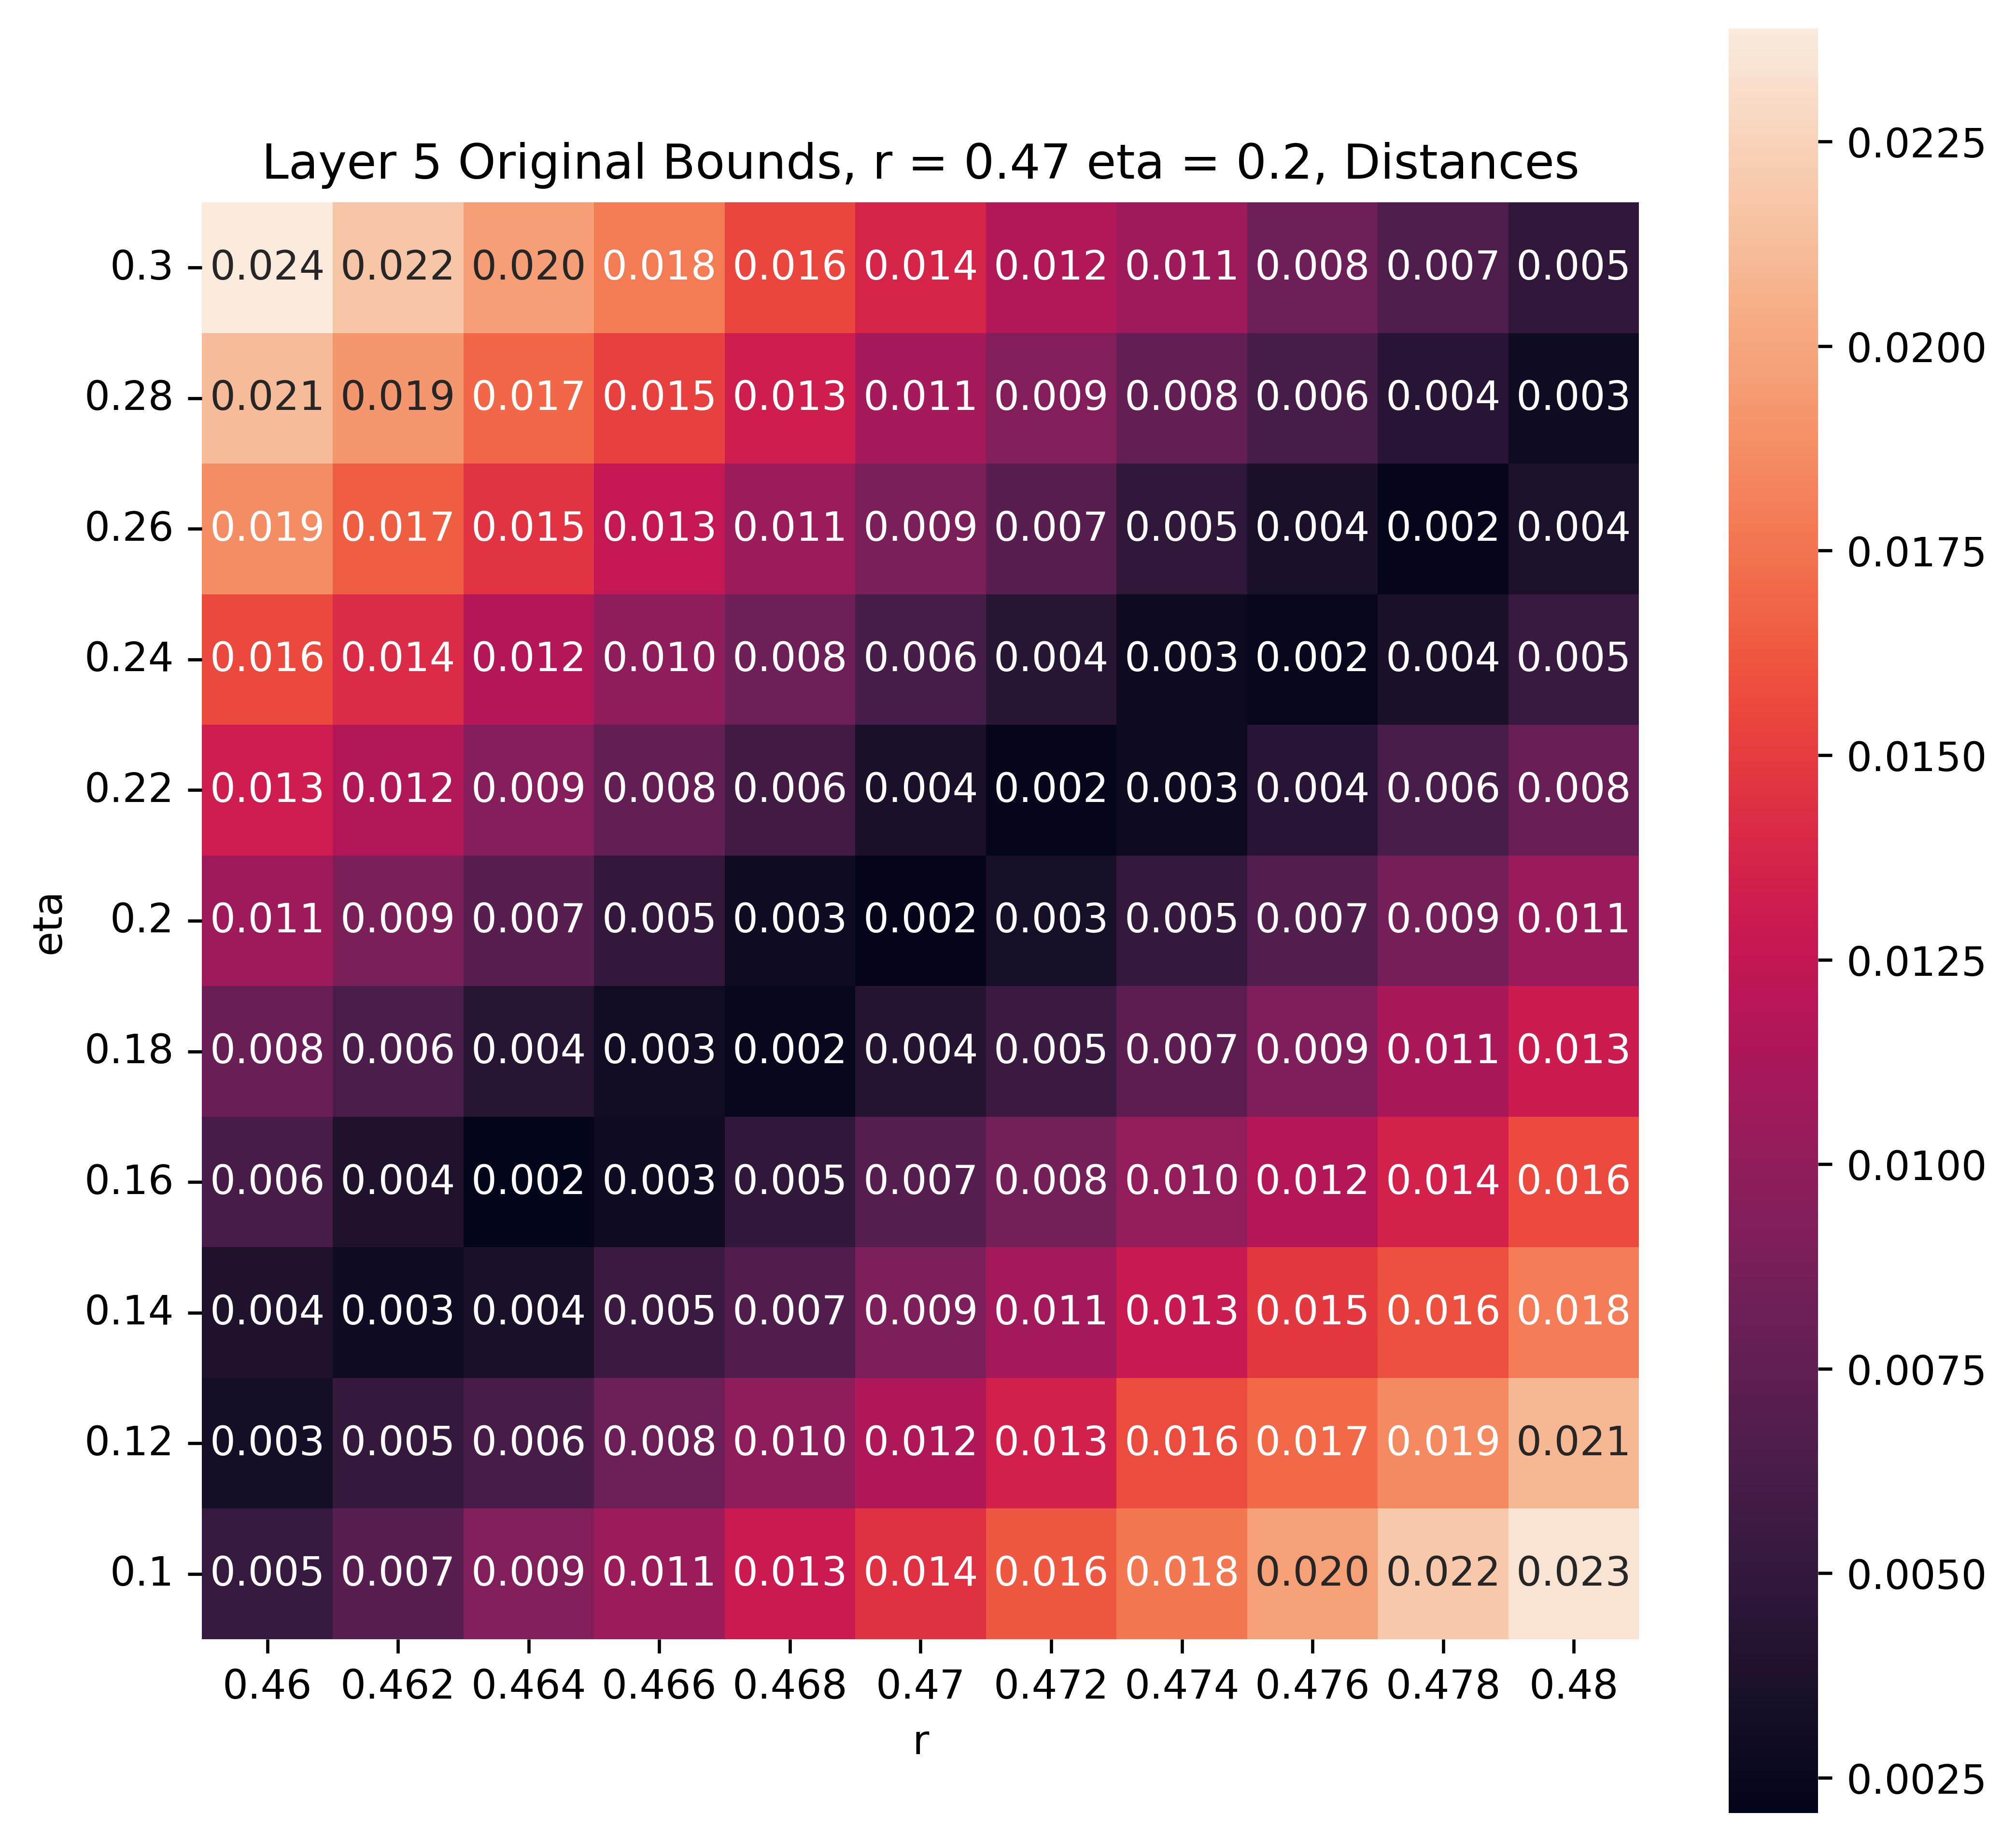 Layer 5 Original Bounds, r = 0.47 eta = 0.2, Distances
0.3 0.024 0.022 0.020 0.018 0.016 0.014 0.012 0.011 0.008 0.007 0.005
0.28 0.021 0.019 0.017 0.015 0.013 0.011 0.009 0.008 0.006 0.004 0.003
0.26 0.019 0.017 0.015 0.013 0.011 0.009 0.007 0.005 0.004 0.002 0.004
0.24 0.016 0.014 0.012 0.010 0.008 0.006 0.004 0.003 0.002 0.004 0.005
0.22 0.013 0.012 0.009 0.008 0.006 0.004 0.002 0.003 0.004 0.006 0.008
0.2 0.011 0.009 0.007 0.005 0.003 0.002 0.003 0.005 0.007 0.009 0.011
0.18 0.008 0.006 0.004 0.003 0.002 0.004 0.005 0.007 0.009 0.011 0.013
0.16 0.006 0.004 0.002 0.003 0.005 0.007 0.008 0.010 0.012 0.014 0.016
0.14 0.004 0.003 0.004 0.005 0.007 0.009 0.011 0.013 0.015 0.016 0.018
0.12 0.003 0.005 0.006 0.008 0.010 0.012 0.013 0.016 0.017 0.019 0.021
0.1 0.005 0.007 0.009 0.011 0.013 0.014 0.016 0.018 0.020 0.022 0.023
0.46 0.462 0.464 0.466 0.468 0.47 0.472 0.474 0.476 0.478 0.48
r
eta
0.0225
0.0200
0.0175
0.0150
0.0125
0.0100
0.0075
0.0050
0.0025